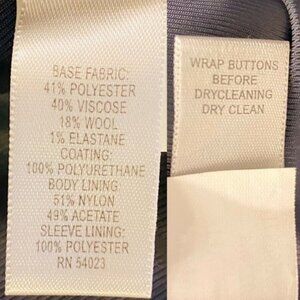 BASE FABRIC:
41% POLYESTER
40% VISCOSE
18% WOOL
1% ELASTANE
COATING:
100% POLYURETHANE
BODY LINING
51% NYLON
49% ACETATE
SLEEVE LINING:
100% POLYESTER
RN 54023
WRAP BUTTONS
BEFORE
DRYCLEANING
DRY CLEAN